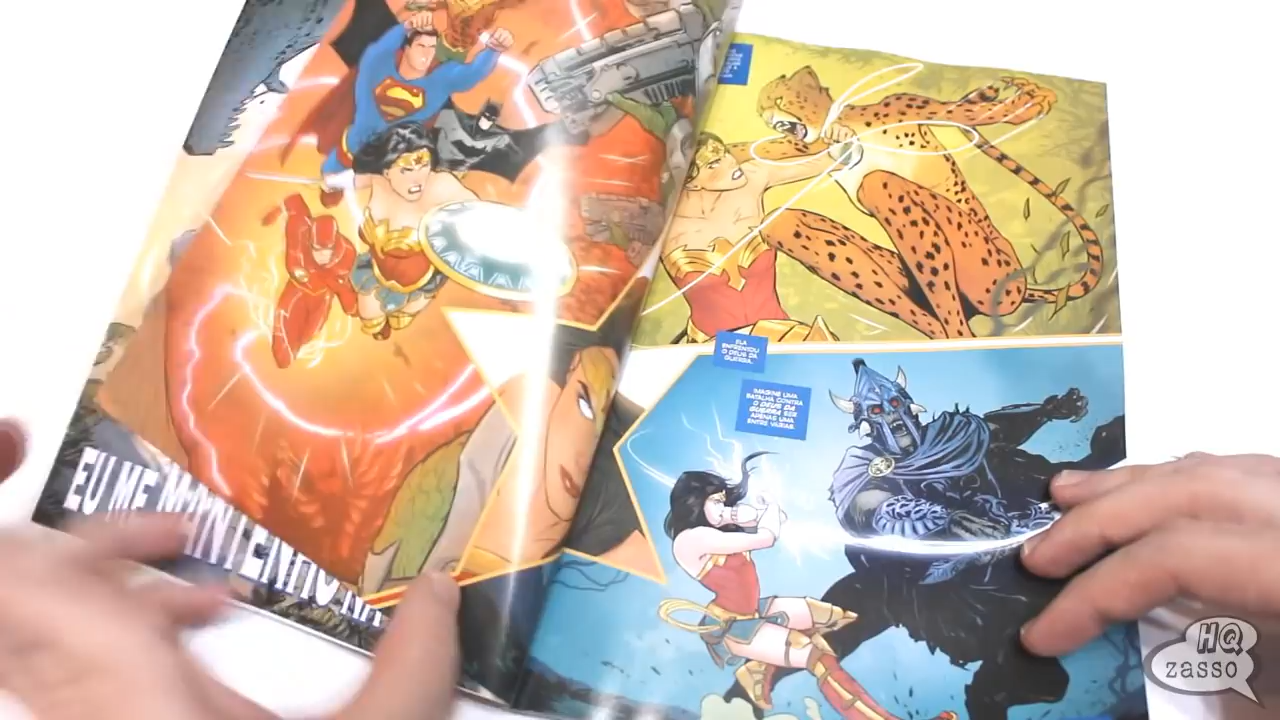 EU ME MANTENHO NA
ELA
ENFRENTOU
O DEUS DA
GUERRA.
IMAGINE UMA
BATALHA CONTRA
O DEUS DA
GUERRA SER
APENAS UMA
ENTRE VÁRIAS.
HQ
zasso